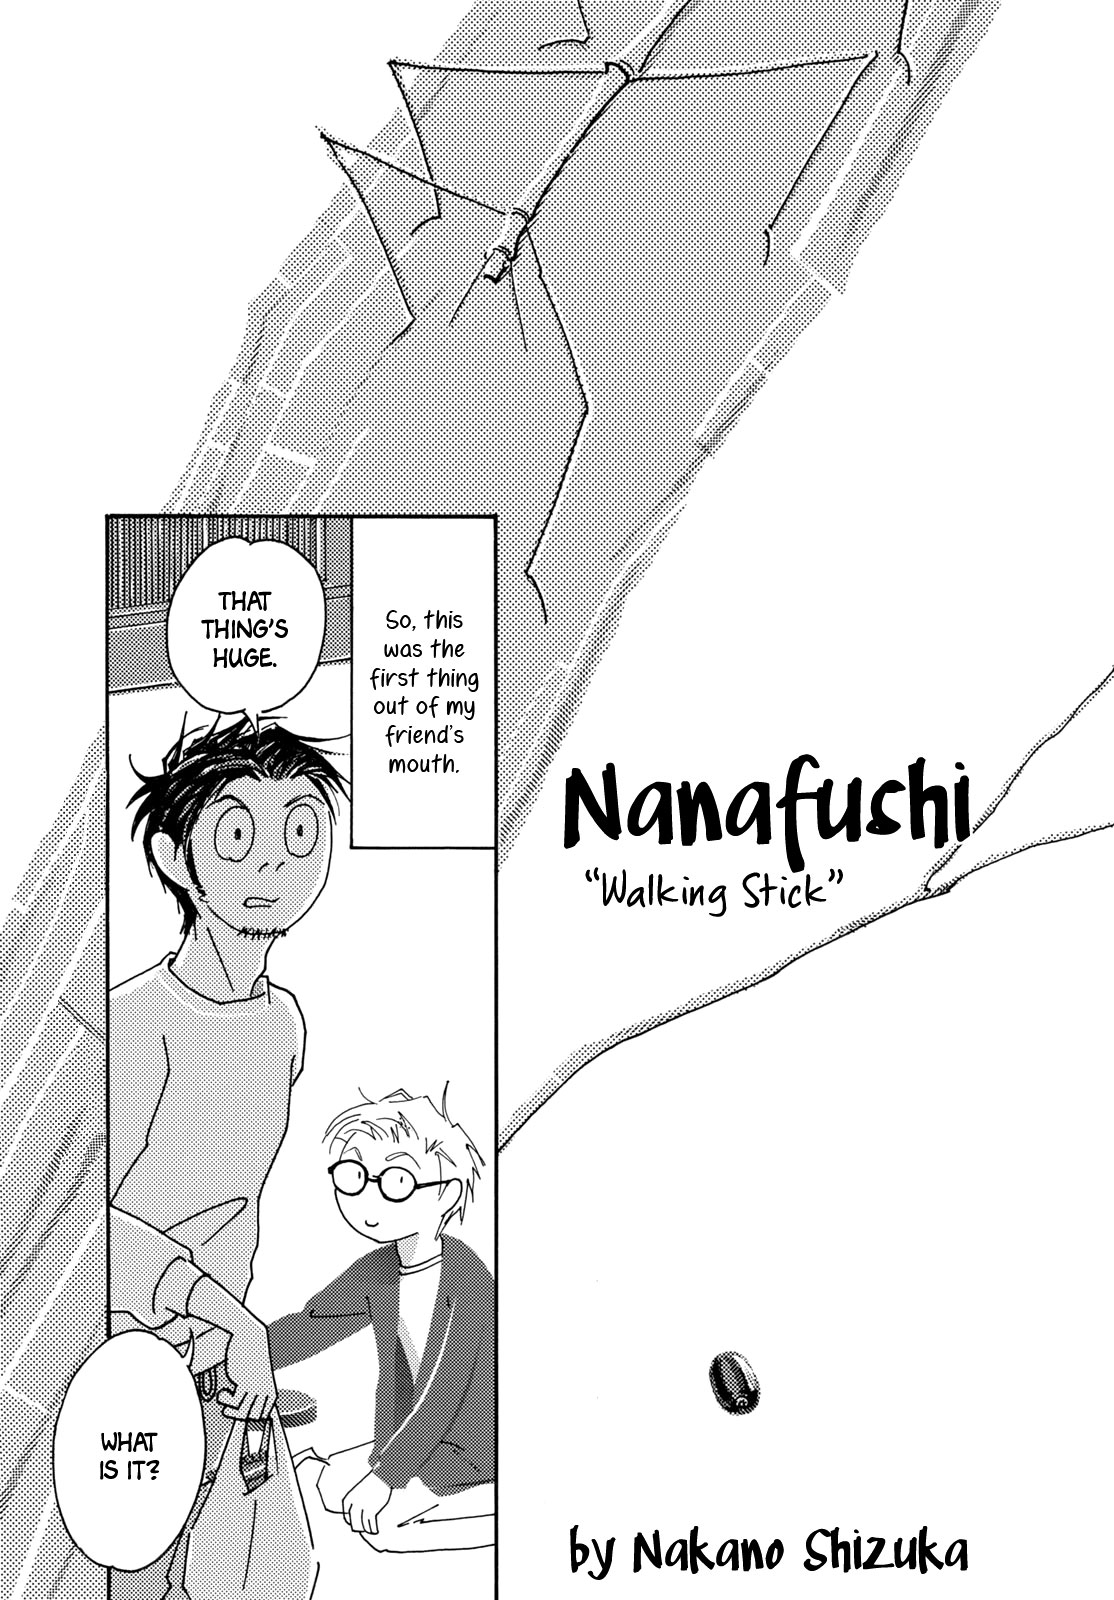 So, this
was the
first thing
out of my
friend's
mouth.
THAT
THING'S
HUGE.
WHAT
IS IT?
Nanafushi
"Walking Stick"
by Nakano Shizuka